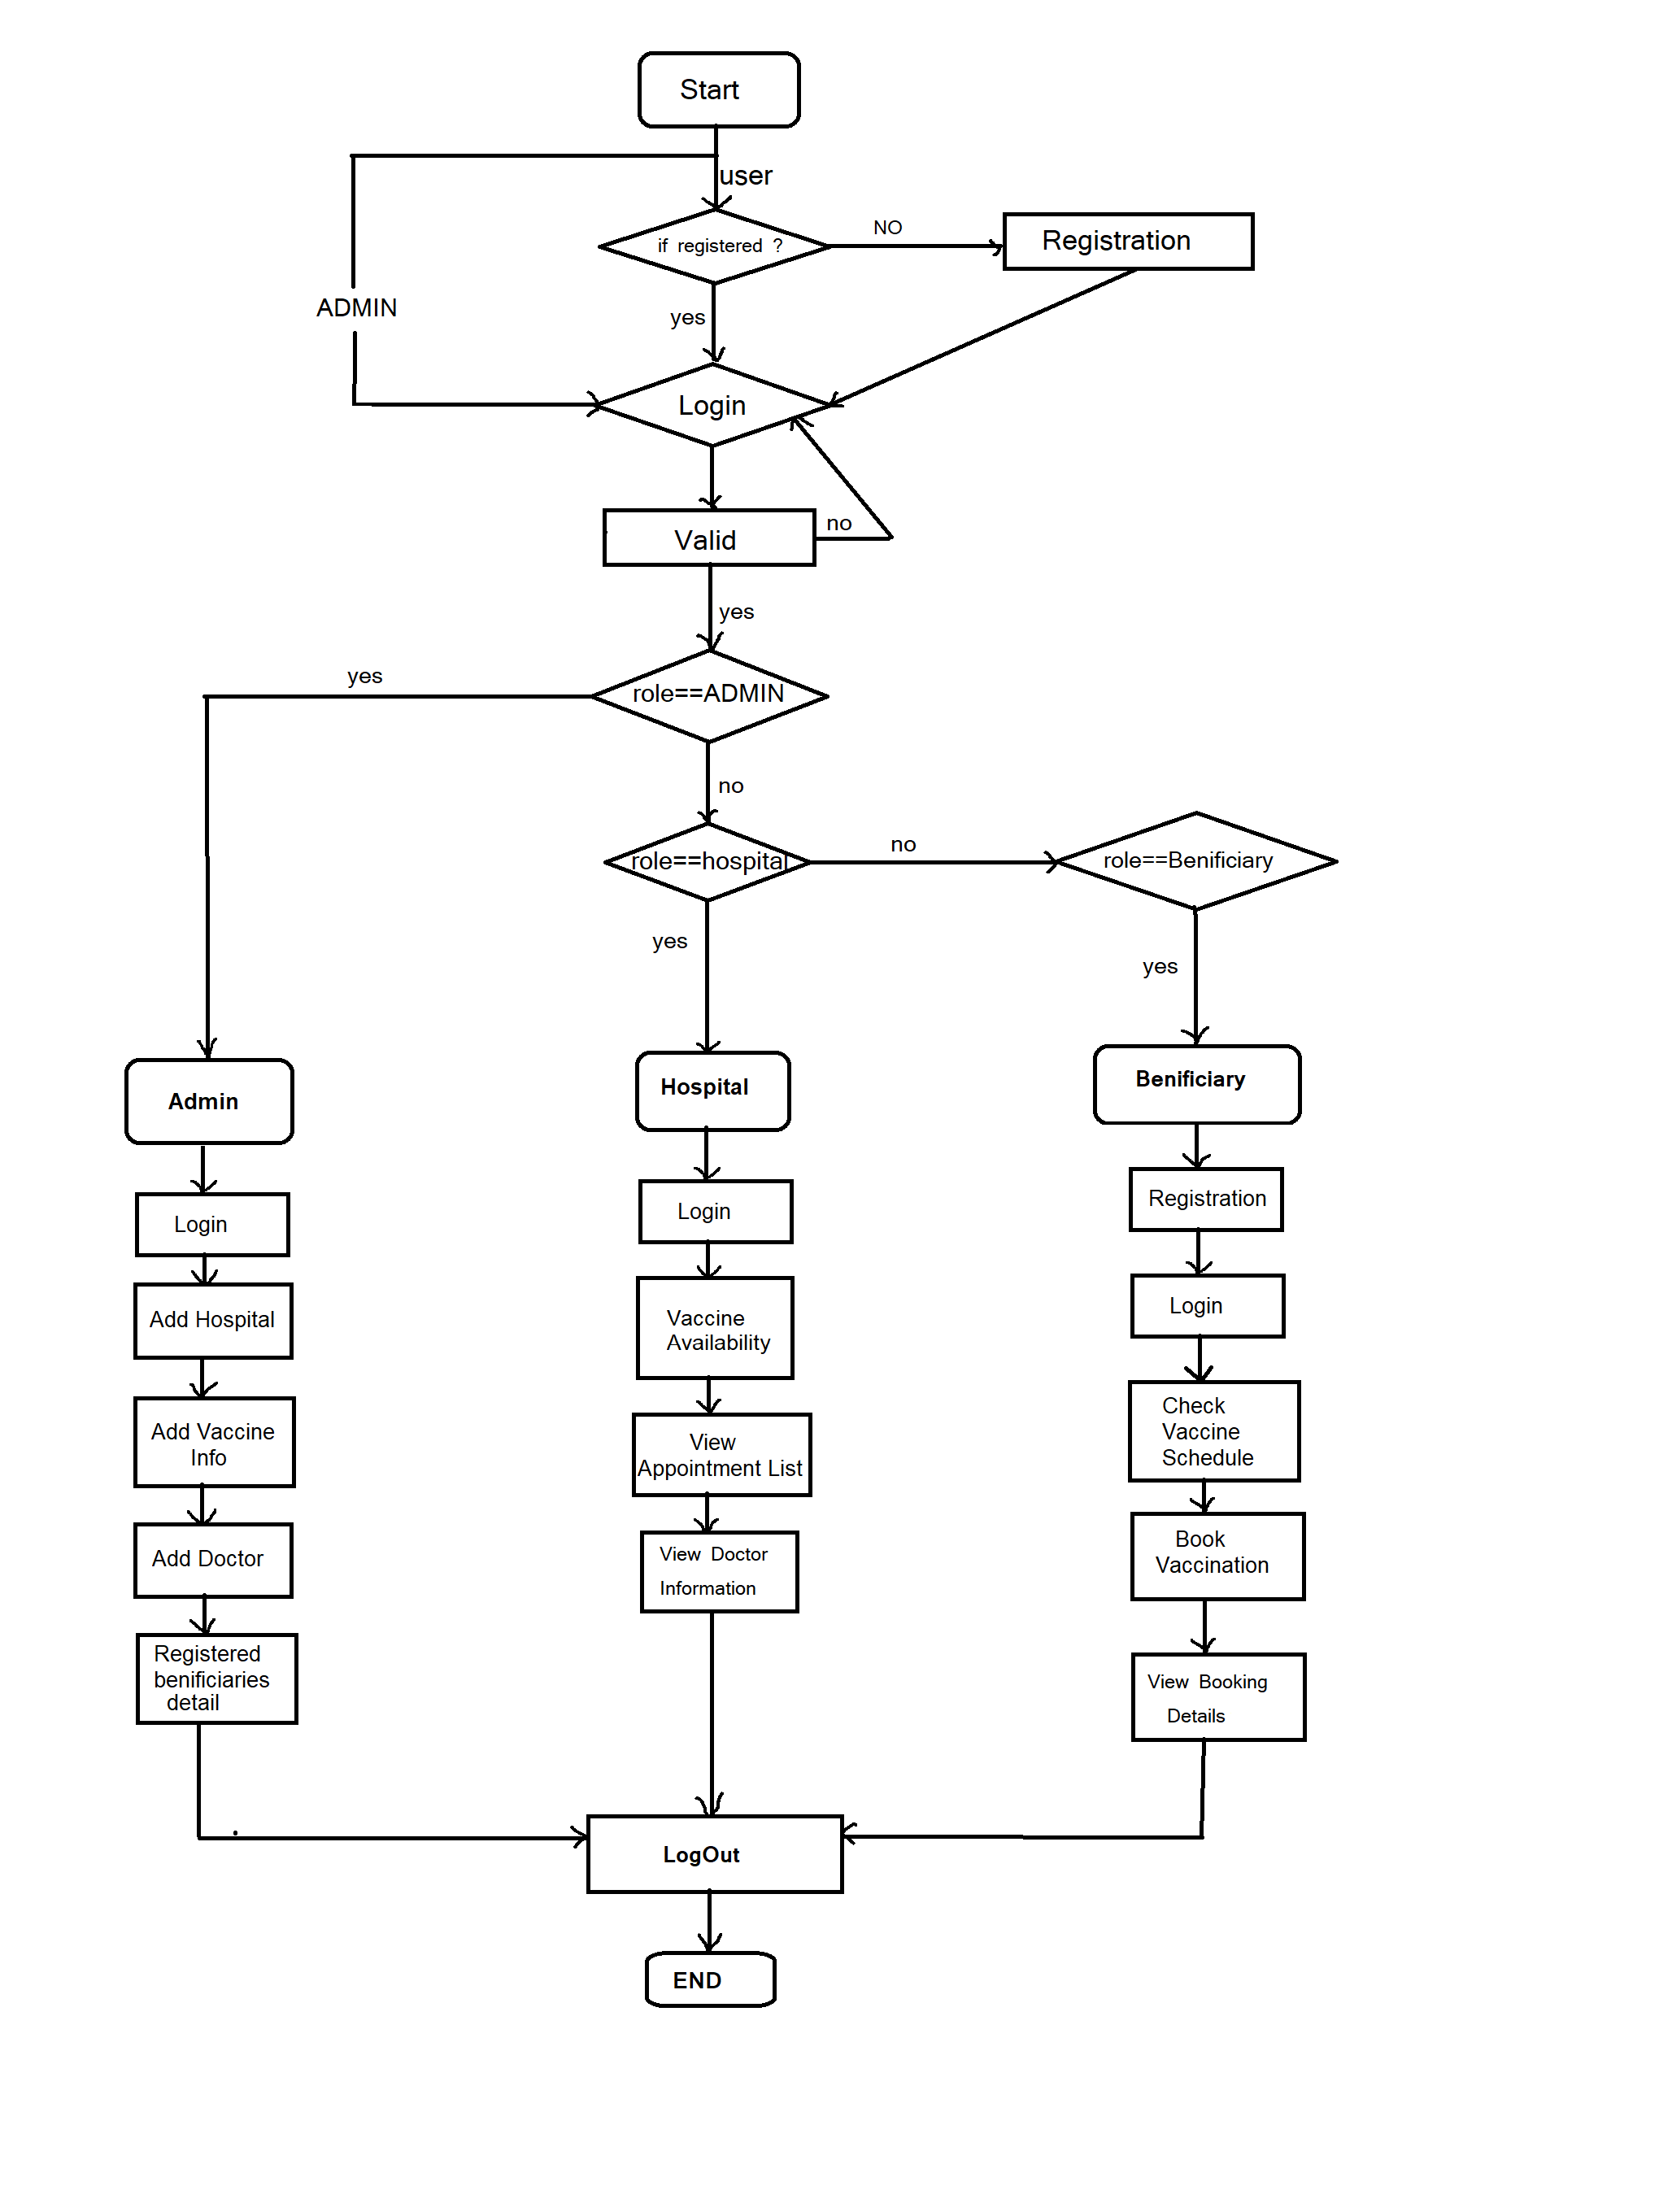 Start
user
if registered ?
NO
Registration
ADMIN
yes
Login
Valid
no
yes
role==ADMIN
yes
no
role==hospital
no
role==Benificiary
yes
yes
Admin
Login
Add Hospital
Add Vaccine
Info
Add Doctor
Registered
benificiaries
detail
Hospital
Login
Vaccine
Availability
View
Appointment List
View Doctor
Information
Benificiary
Registration
Login
Check
Vaccine
Schedule
Book
Vaccination
View Booking
Details
LogOut
END